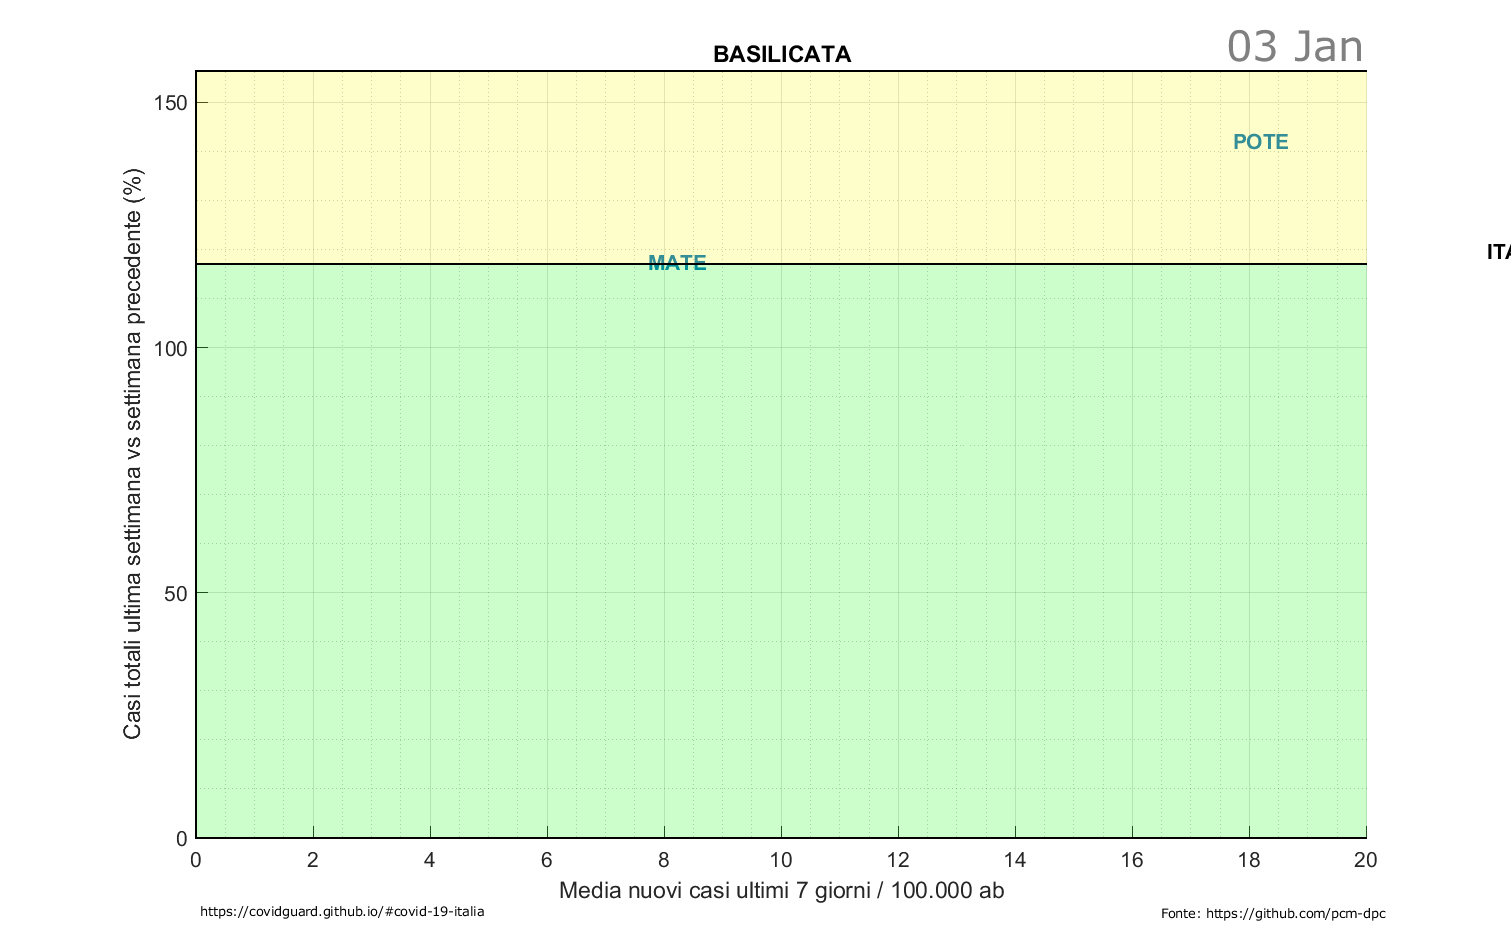 03 Jan
BASILICATA
150
POTE
ITA
MATE
100
50
0
Casi totali ultima settimana vs settimana precedente (%)
0 2 4 6 8 10 12 14 16 18 20
Media nuovi casi ultimi 7 giorni / 100.000 ab
https://covidguard.github.io/#covid-19-italia
Fonte: https://github.com/pcm-dpc